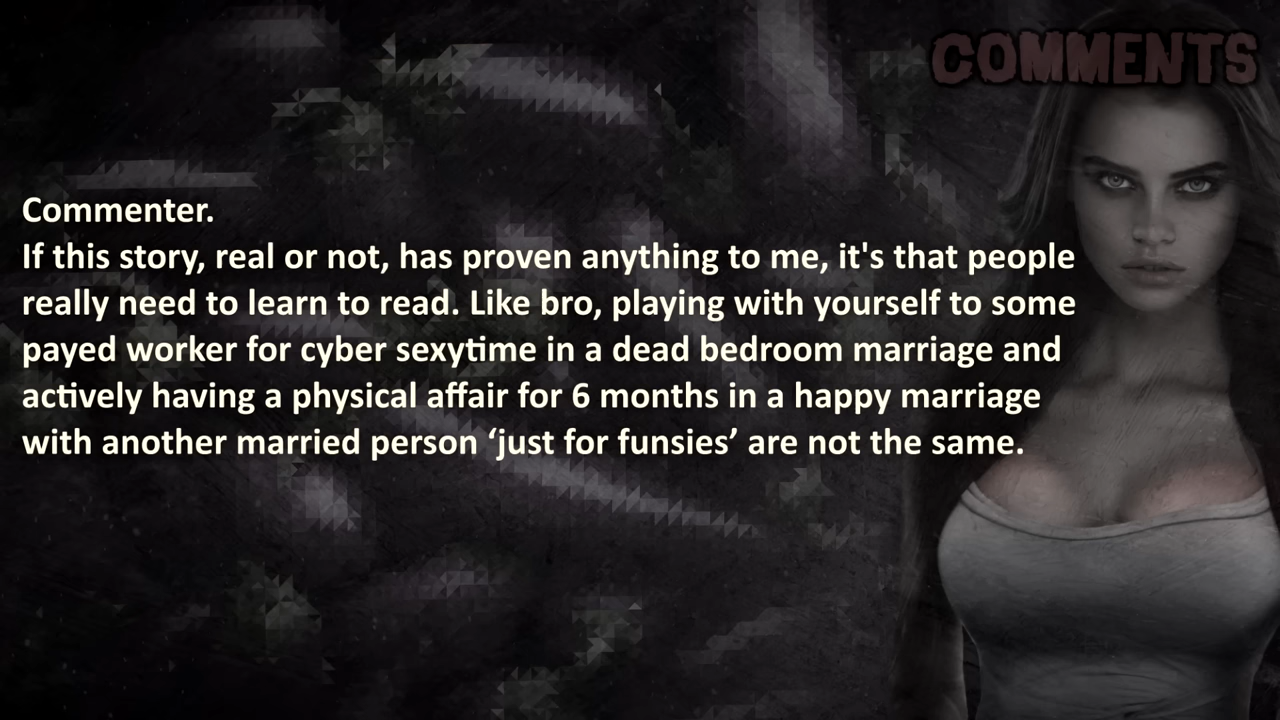 COMMENTS
Commenter.
If this story, real or not, has proven anything to me, it's that people
really need to learn to read. Like bro, playing with yourself to some
payed worker for cyber sexytime in a dead bedroom marriage and
actively having a physical affair for 6 months in a happy marriage
with another married person ‘just for funsies’ are not the same.